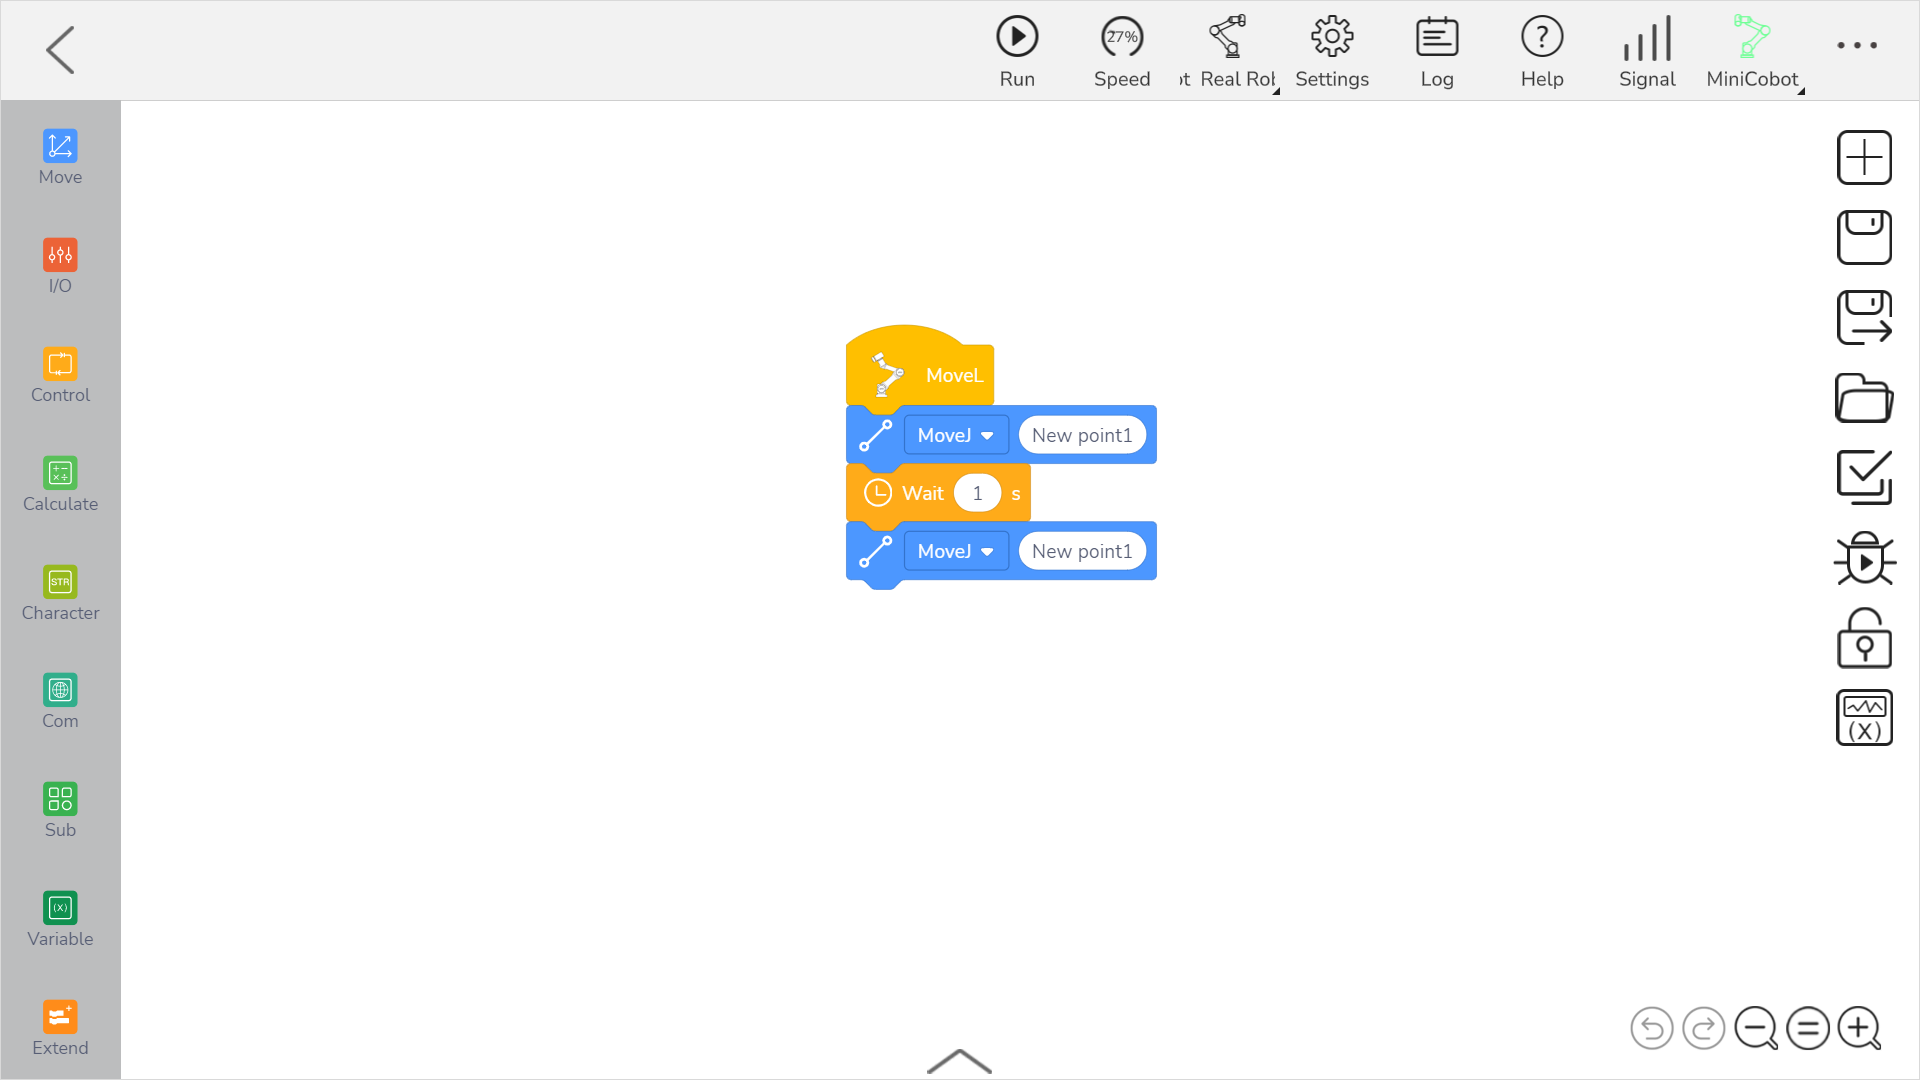 27%
Run
Speed
ot Real Rol
Settings
Log
? Help
Signal
MiniCobot
Move
I/O
Control
Calculate
STR
Character
Com
Sub
(X)
Variable
Extend
MoveL
MoveJ New point1
Wait 1 s
MoveJ New point1
(X)